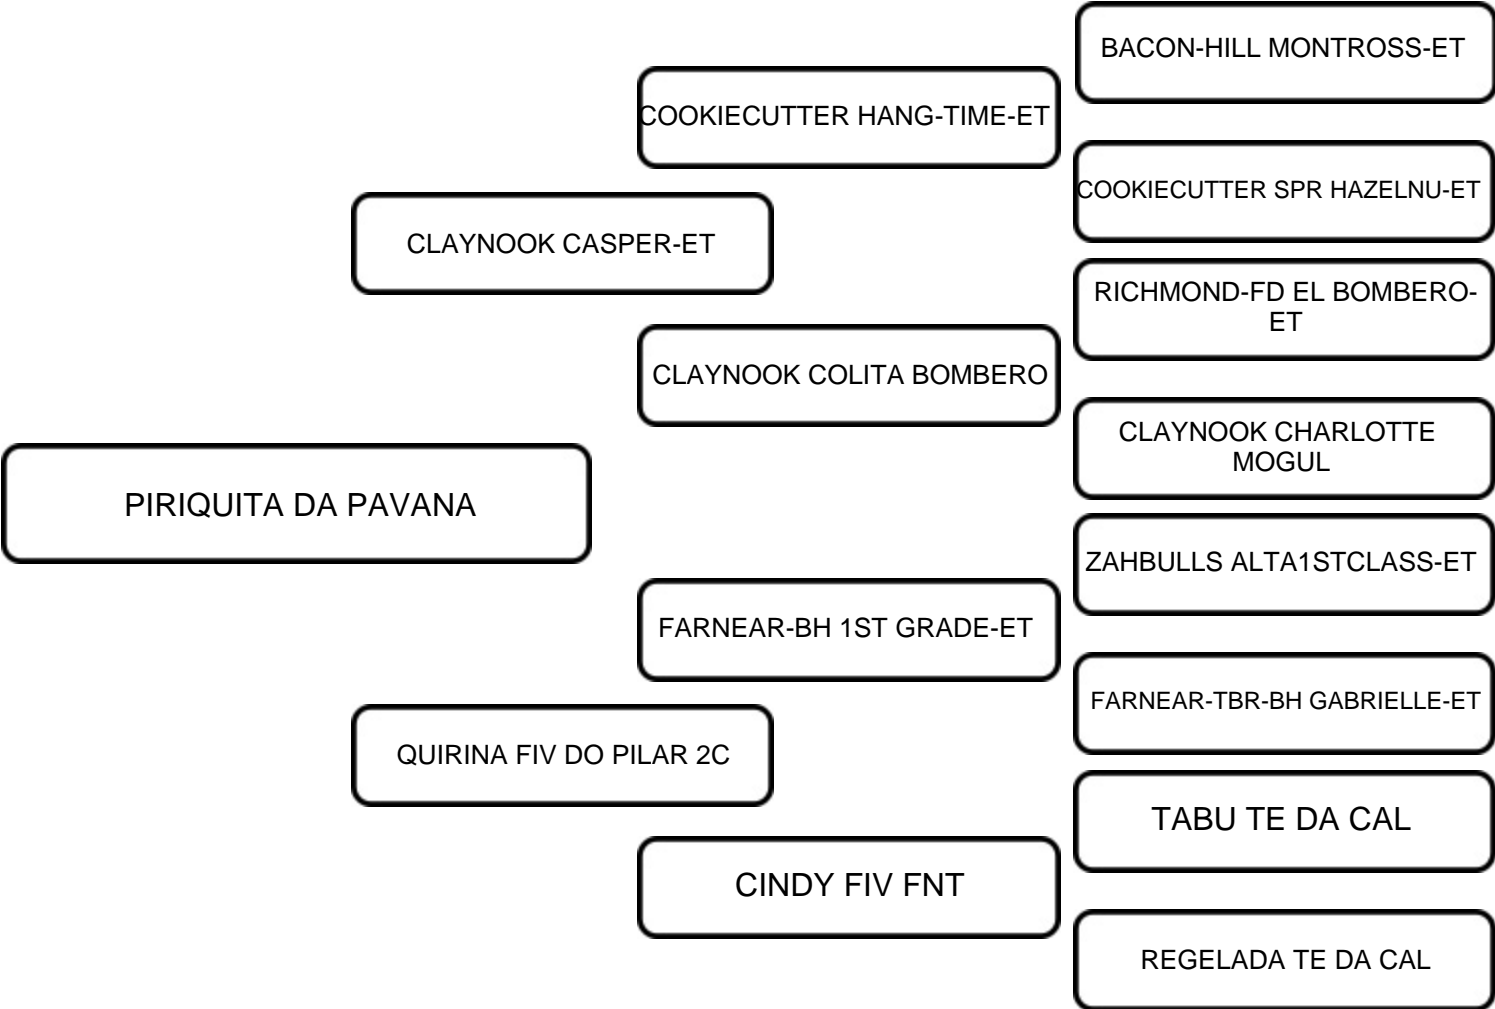 BACON-HILL MONTROSS-ET
COOKIECUTTER HANG-TIME-ET
COOKIECUTTER SPR HAZELNU-ET
CLAYNOOK CASPER-ET
RICHMOND-FD EL BOMBERO-
ET
CLAYNOOK COLITA BOMBERO
CLAYNOOK CHARLOTTE
MOGUL
PIRIQUITA DA PAVANA
ZAHBULLS ALTA1STCLASS-ET
FARNEAR-BH 1ST GRADE-ET
FARNEAR-TBR-BH GABRIELLE-ET
QUIRINA FIV DO PILAR 2C
TABU TE DA CAL
CINDY FIV FNT
REGELADA TE DA CAL